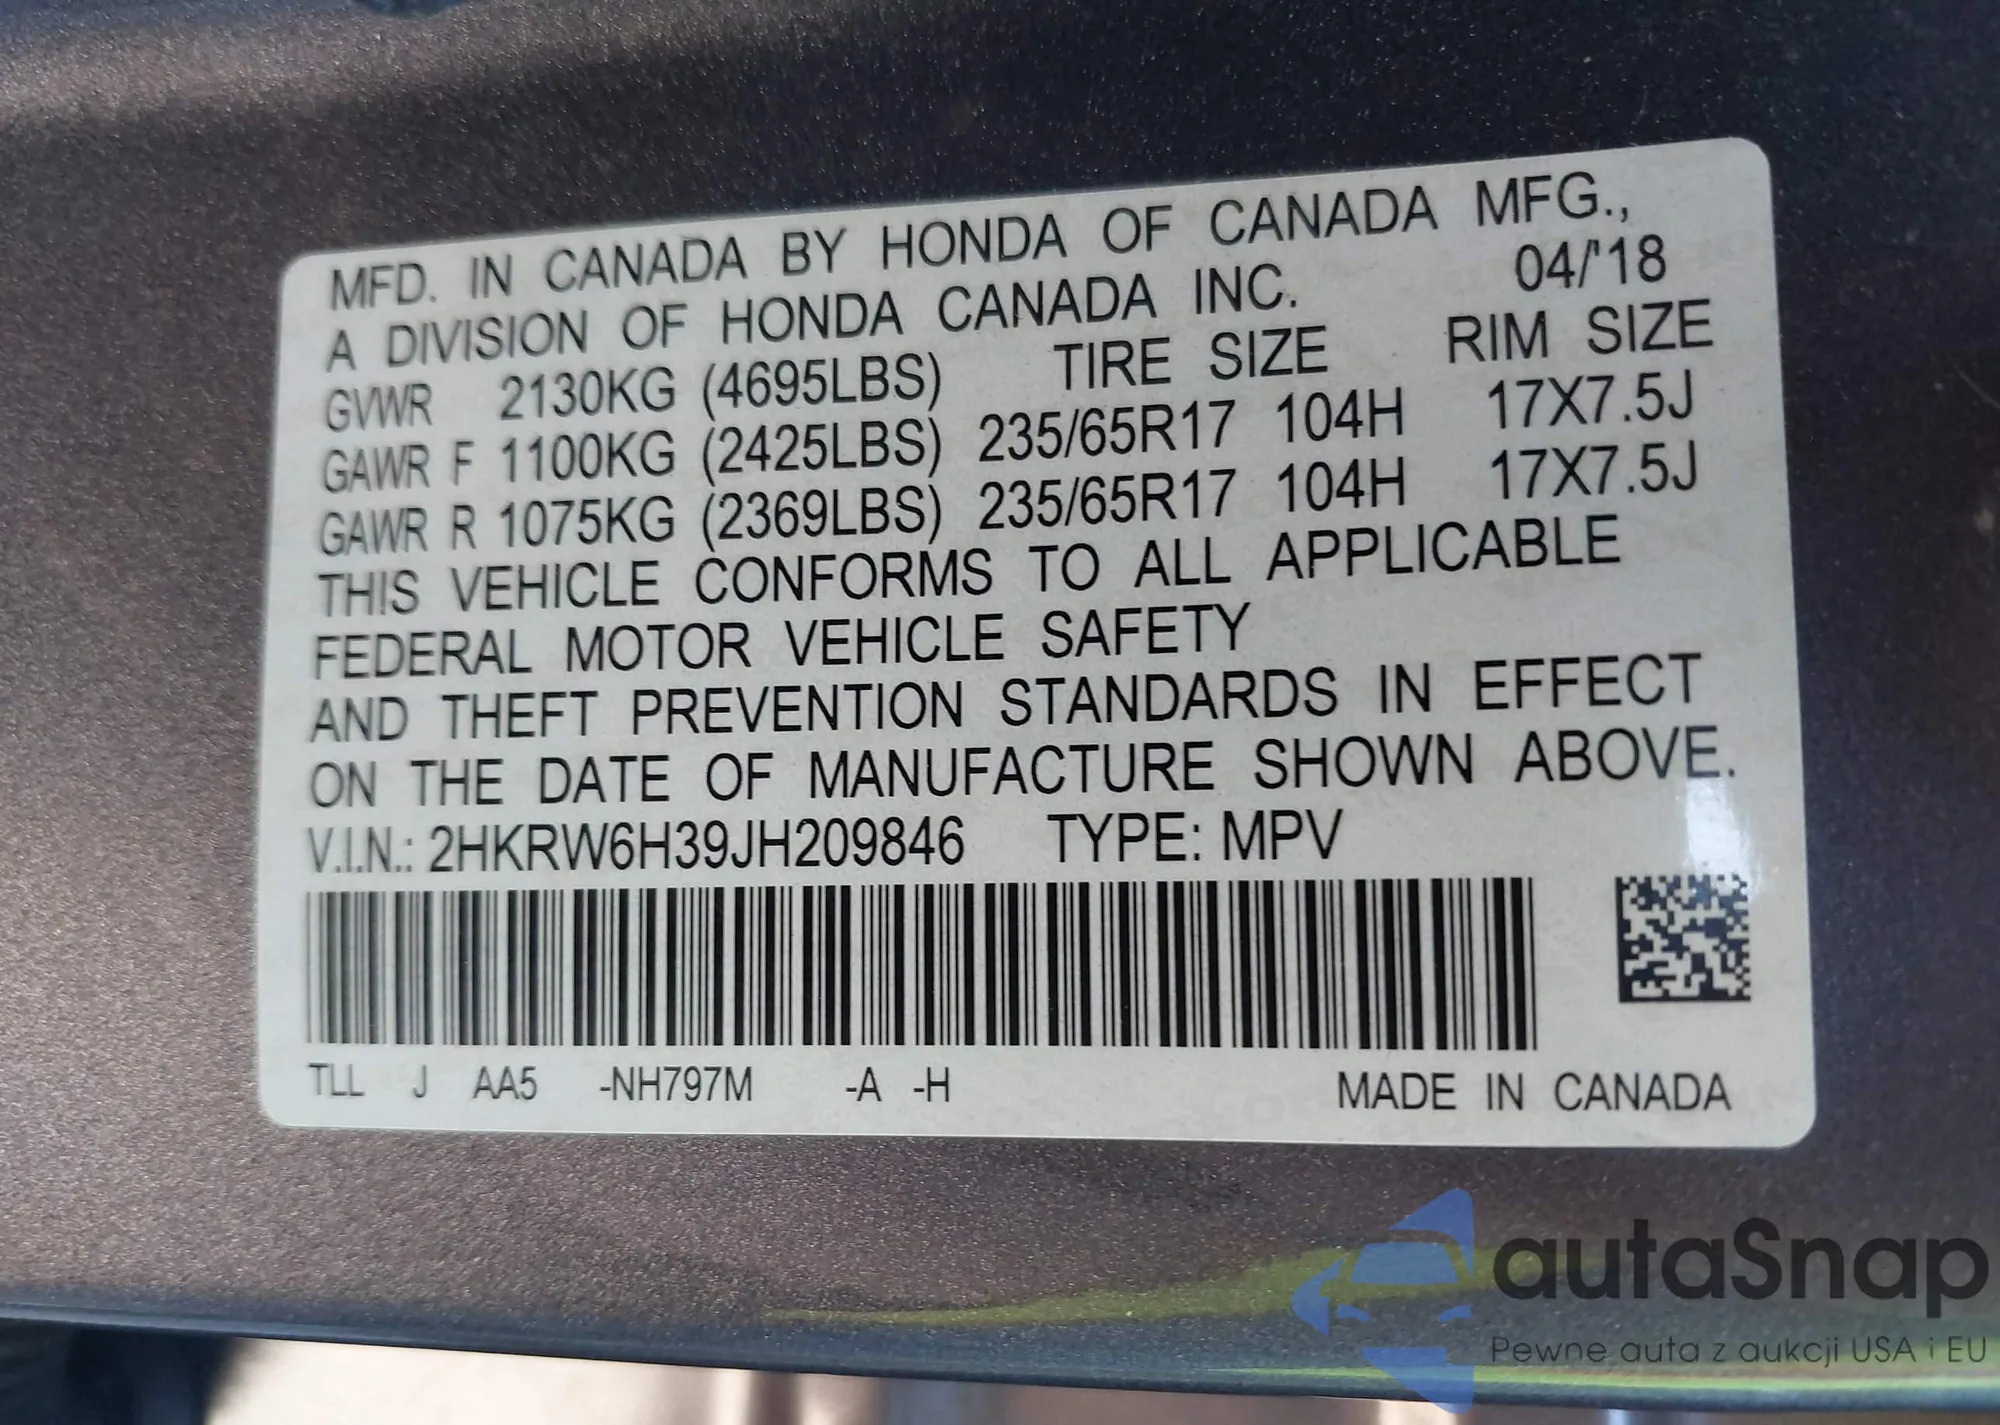 MFD. IN CANADA BY HONDA OF CANADA MFG.,
A DIVISION OF HONDA CANADA INC. 04/'18
GVWR 2130KG (4695LBS) TIRE SIZE RIM SIZE
GAWR F 1100KG (2425LBS) 235/65R17 104H 17X7.5J
GAWR R 1075KG (2369LBS) 235/65R17 104H 17X7.5J
THIS VEHICLE CONFORMS TO ALL APPLICABLE
FEDERAL MOTOR VEHICLE SAFETY
AND THEFT PREVENTION STANDARDS IN EFFECT
ON THE DATE OF MANUFACTURE SHOWN ABOVE.
V.I.N.: 2HKRW6H39JH209846 TYPE: MPV
TLL J AA5 -NH797M -A -H MADE IN CANADA
autaSnap
Pewne auta z aukcji USA i EU